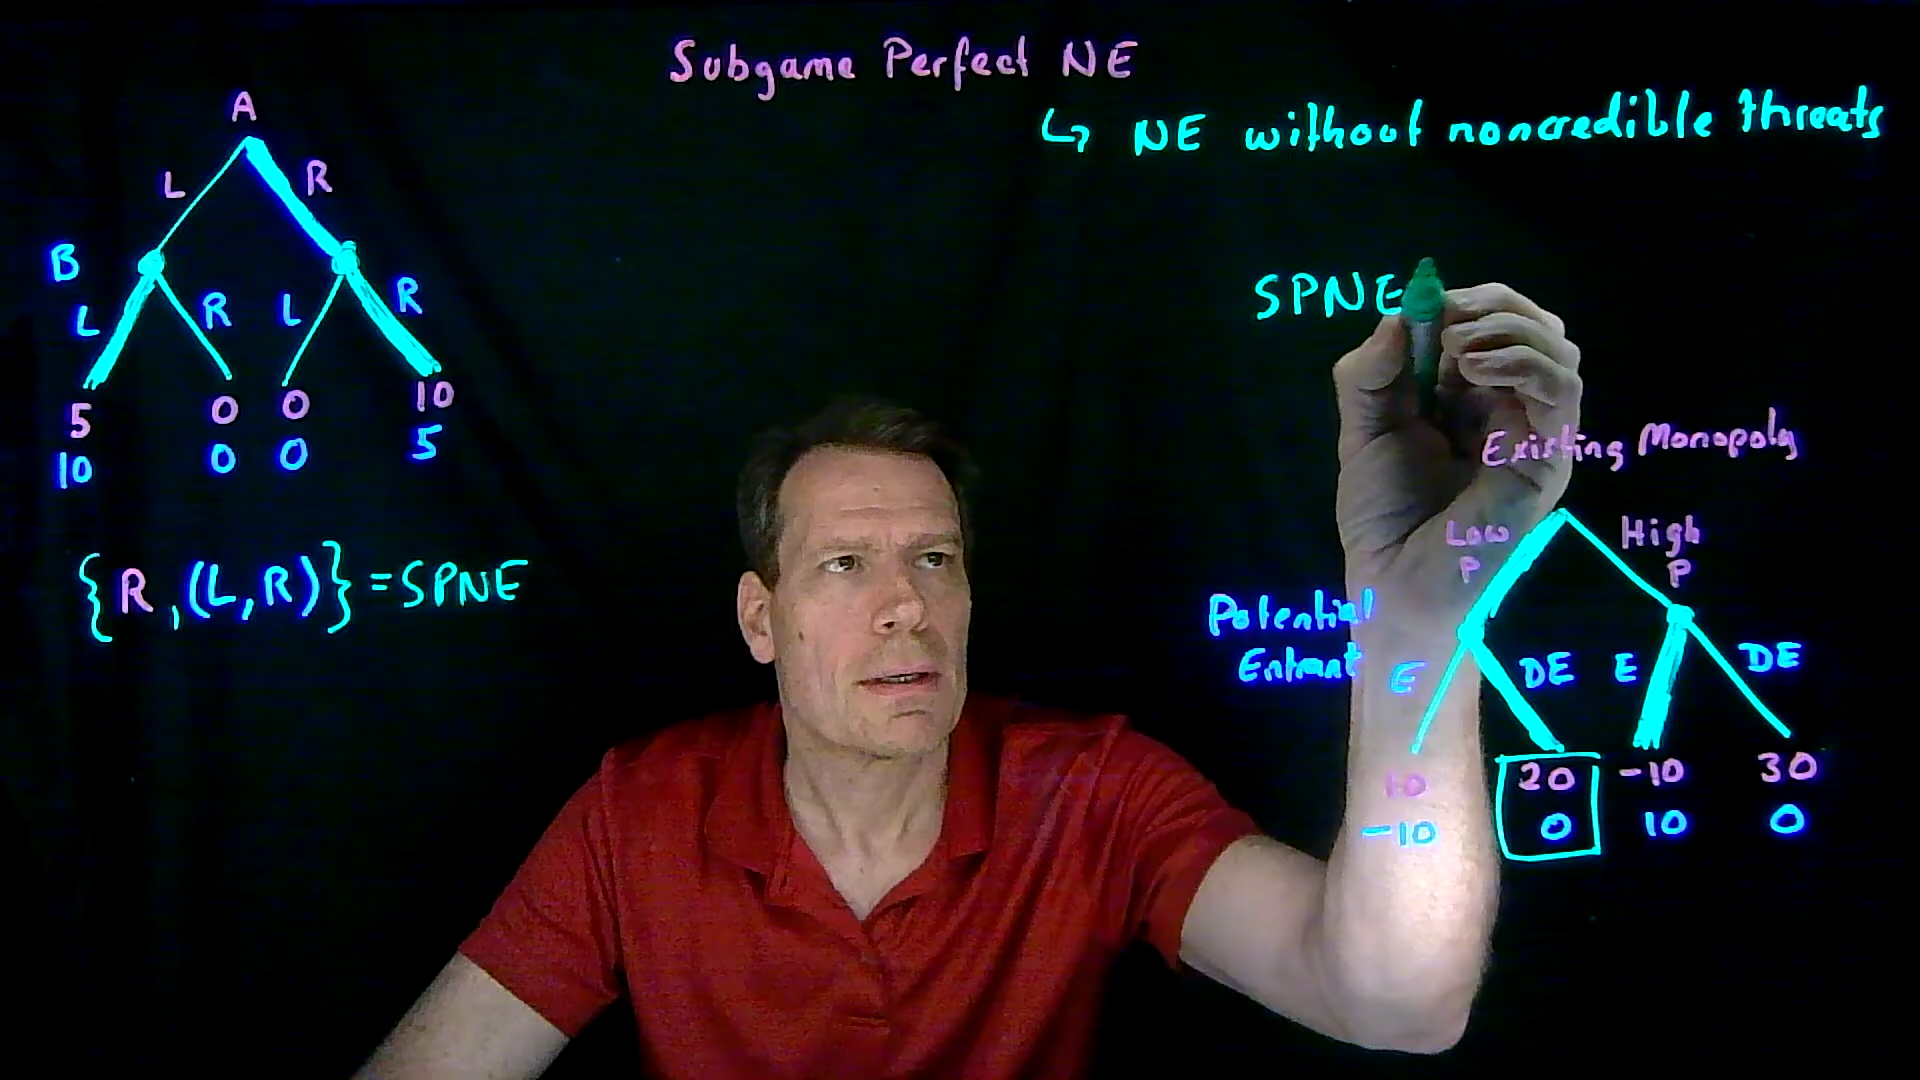 Subgame Perfect NE
↳ NE without noncredible threats
A
L R
B
L R L R
5 0 0 10
10 0 0 5
{R, (L,R)} = SPNE
SPNE
Existing Monopoly
Low High
P P
Potential
Entrant
E DE E DE
10 20 -10 30
-10 0 10 0